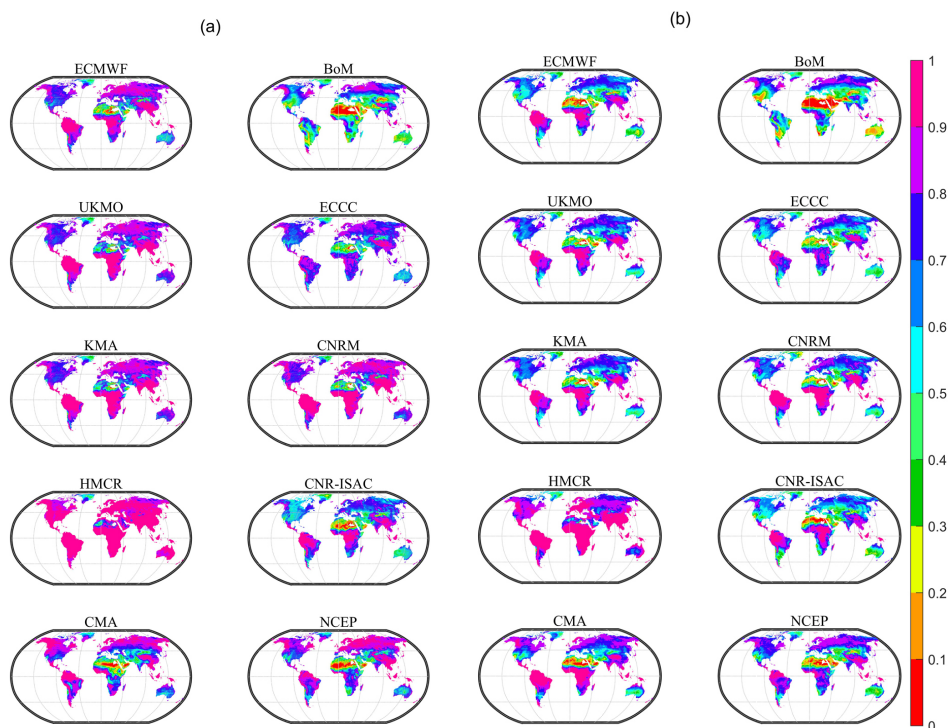 (a)
(b)
ECMWF
BoM
ECMWF
BoM
UKMO
ECCC
UKMO
ECCC
KMA
CNRM
KMA
CNRM
HMCR
CNR-ISAC
HMCR
CNR-ISAC
CMA
NCEP
CMA
NCEP
1
0.9
0.8
0.7
0.6
0.5
0.4
0.3
0.2
0.1
0